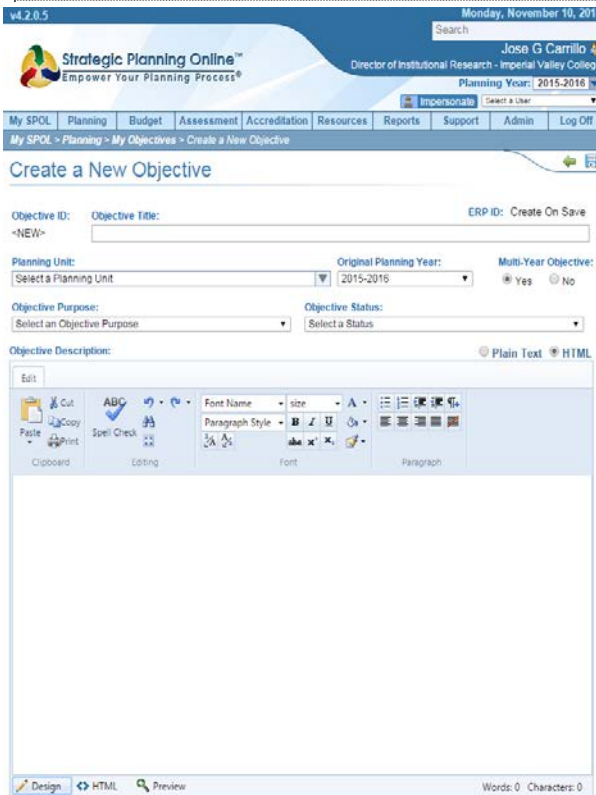 v4.2.0.5
Monday, November 10, 201
Search
Strategic Planning Online™
Empower Your Planning Process®
Jose G Carrillo
Director of Institutional Research - Imperial Valley Colleg
Planning Year: 2015-2016
Impersonate Select a User
My SPOL Planning Budget Assessment Accreditation Resources Reports Support Admin Log Off
My SPOL > Planning > My Objectives > Create a New Objective
Create a New Objective
Objective ID: Objective Title: ERP ID: Create On Save
<NEW>
Planning Unit: Original Planning Year: Multi-Year Objective:
Select a Planning Unit 2015-2016 Yes No
Objective Purpose: Objective Status:
Select an Objective Purpose Select a Status
Objective Description: Plain Text HTML
Edit
Cut ABC Font Name size A
Copy Paragraph Style B I U
Paste Print Spell Check abc x² x₂
Clipboard Editing Font Paragraph
Design HTML Preview Words: 0 Characters: 0